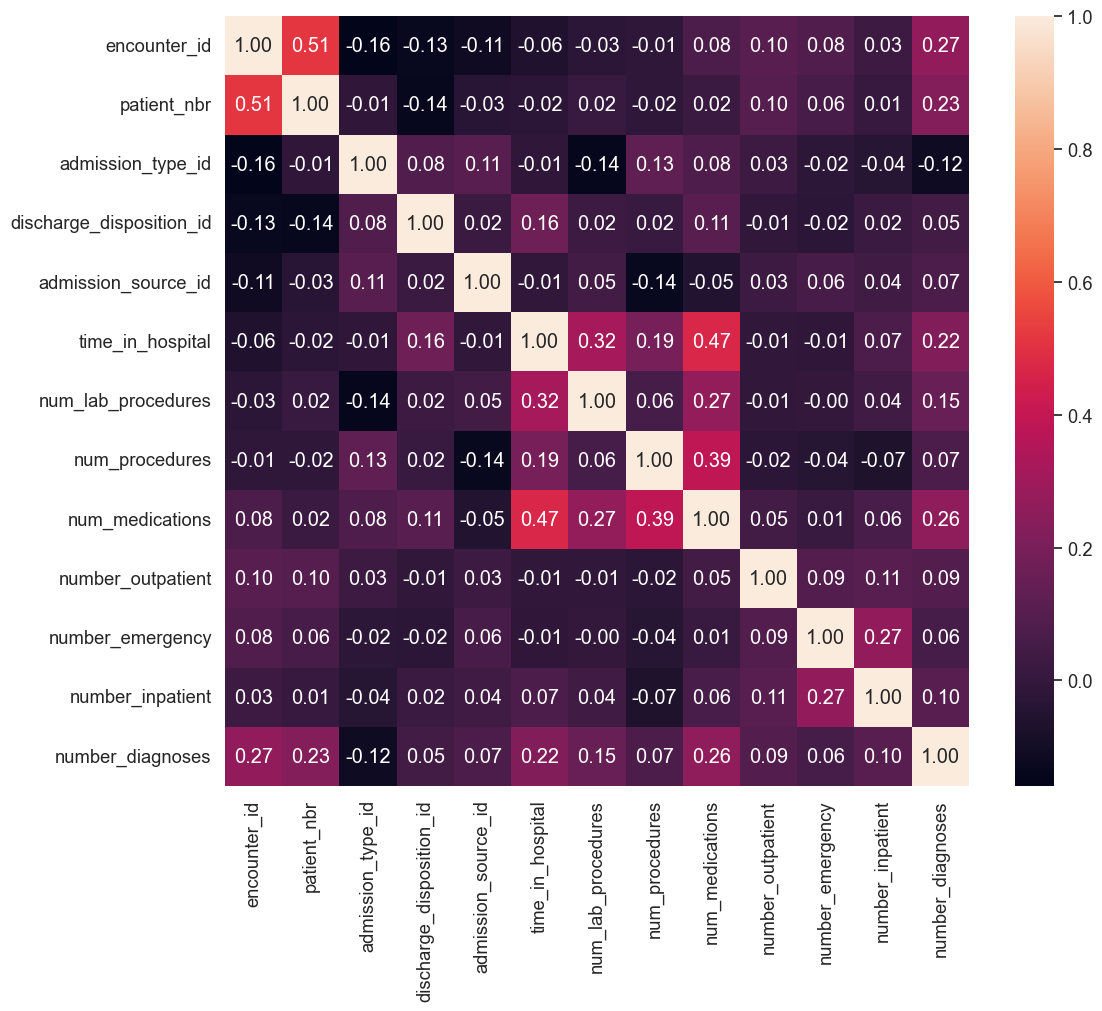 encounter_id 1.00 0.51 -0.16 -0.13 -0.11 -0.06 -0.03 -0.01 0.08 0.10 0.08 0.03 0.27
patient_nbr 0.51 1.00 -0.01 -0.14 -0.03 -0.02 0.02 -0.02 0.02 0.10 0.06 0.01 0.23
admission_type_id -0.16 -0.01 1.00 0.08 0.11 -0.01 -0.14 0.13 0.08 0.03 -0.02 -0.04 -0.12
discharge_disposition_id -0.13 -0.14 0.08 1.00 0.02 0.16 0.02 0.02 0.11 -0.01 -0.02 0.02 0.05
admission_source_id -0.11 -0.03 0.11 0.02 1.00 -0.01 0.05 -0.14 -0.05 0.03 0.06 0.04 0.07
time_in_hospital -0.06 -0.02 -0.01 0.16 -0.01 1.00 0.32 0.19 0.47 -0.01 -0.01 0.07 0.22
num_lab_procedures -0.03 0.02 -0.14 0.02 0.05 0.32 1.00 0.06 0.27 -0.01 -0.00 0.04 0.15
num_procedures -0.01 -0.02 0.13 0.02 -0.14 0.19 0.06 1.00 0.39 -0.02 -0.04 -0.07 0.07
num_medications 0.08 0.02 0.08 0.11 -0.05 0.47 0.27 0.39 1.00 0.05 0.01 0.06 0.26
number_outpatient 0.10 0.10 0.03 -0.01 0.03 -0.01 -0.01 -0.02 0.05 1.00 0.09 0.11 0.09
number_emergency 0.08 0.06 -0.02 -0.02 0.06 -0.01 -0.00 -0.04 0.01 0.09 1.00 0.27 0.06
number_inpatient 0.03 0.01 -0.04 0.02 0.04 0.07 0.04 -0.07 0.06 0.11 0.27 1.00 0.10
number_diagnoses 0.27 0.23 -0.12 0.05 0.07 0.22 0.15 0.07 0.26 0.09 0.06 0.10 1.00
encounter_id
patient_nbr
admission_type_id
discharge_disposition_id
admission_source_id
time_in_hospital
num_lab_procedures
num_procedures
num_medications
number_outpatient
number_emergency
number_inpatient
number_diagnoses
1.0
0.8
0.6
0.4
0.2
0.0